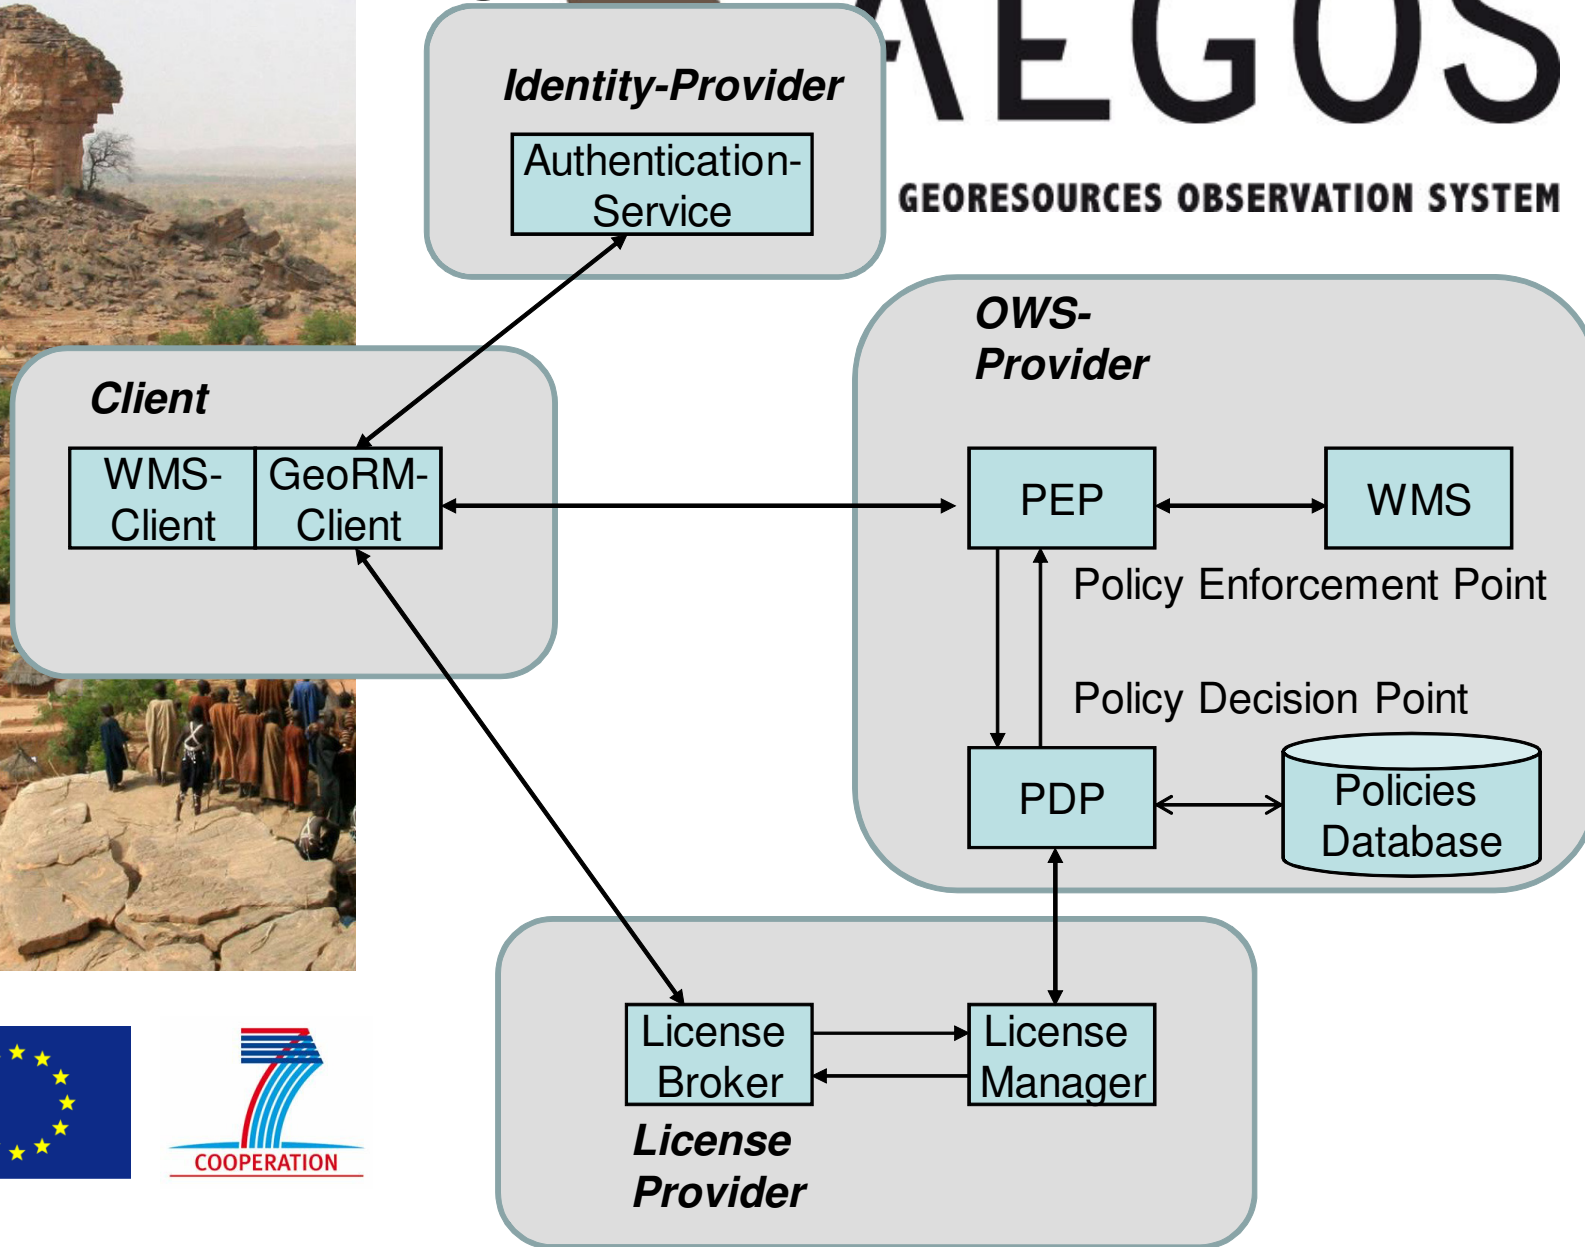 AEGOS
GEORESOURCES OBSERVATION SYSTEM
Identity-Provider
Authentication-
Service
OWS-
Provider
Client
WMS-
Client
GeoRM-
Client
PEP
WMS
Policy Enforcement Point
Policy Decision Point
PDP
Policies
Database
License
Broker
License
Manager
License
Provider
7
COOPERATION